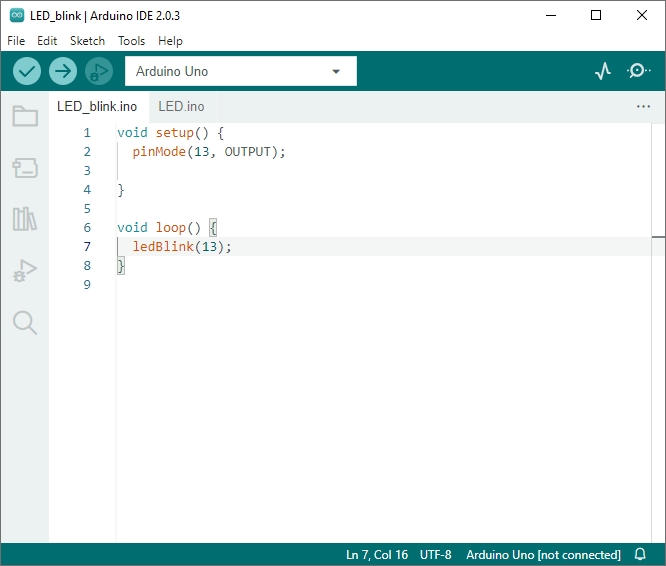 LED_blink | Arduino IDE 2.0.3
File Edit Sketch Tools Help
Arduino Uno
LED_blink.ino LED.ino
1 void setup() {
2   pinMode(13, OUTPUT);
3
4 }
5
6 void loop() {
7   ledBlink(13);
8 }
9
Ln 7, Col 16 UTF-8 Arduino Uno [not connected]